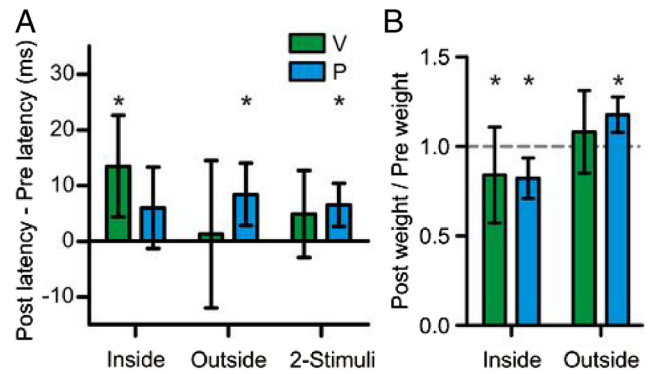 A
Post latency - Pre latency (ms)
30
20
10
0
-10
V
P
* * *
Inside Outside 2-Stimuli
B
Post weight / Pre weight
1.5
1.0
0.5
0.0
* * *
Inside Outside